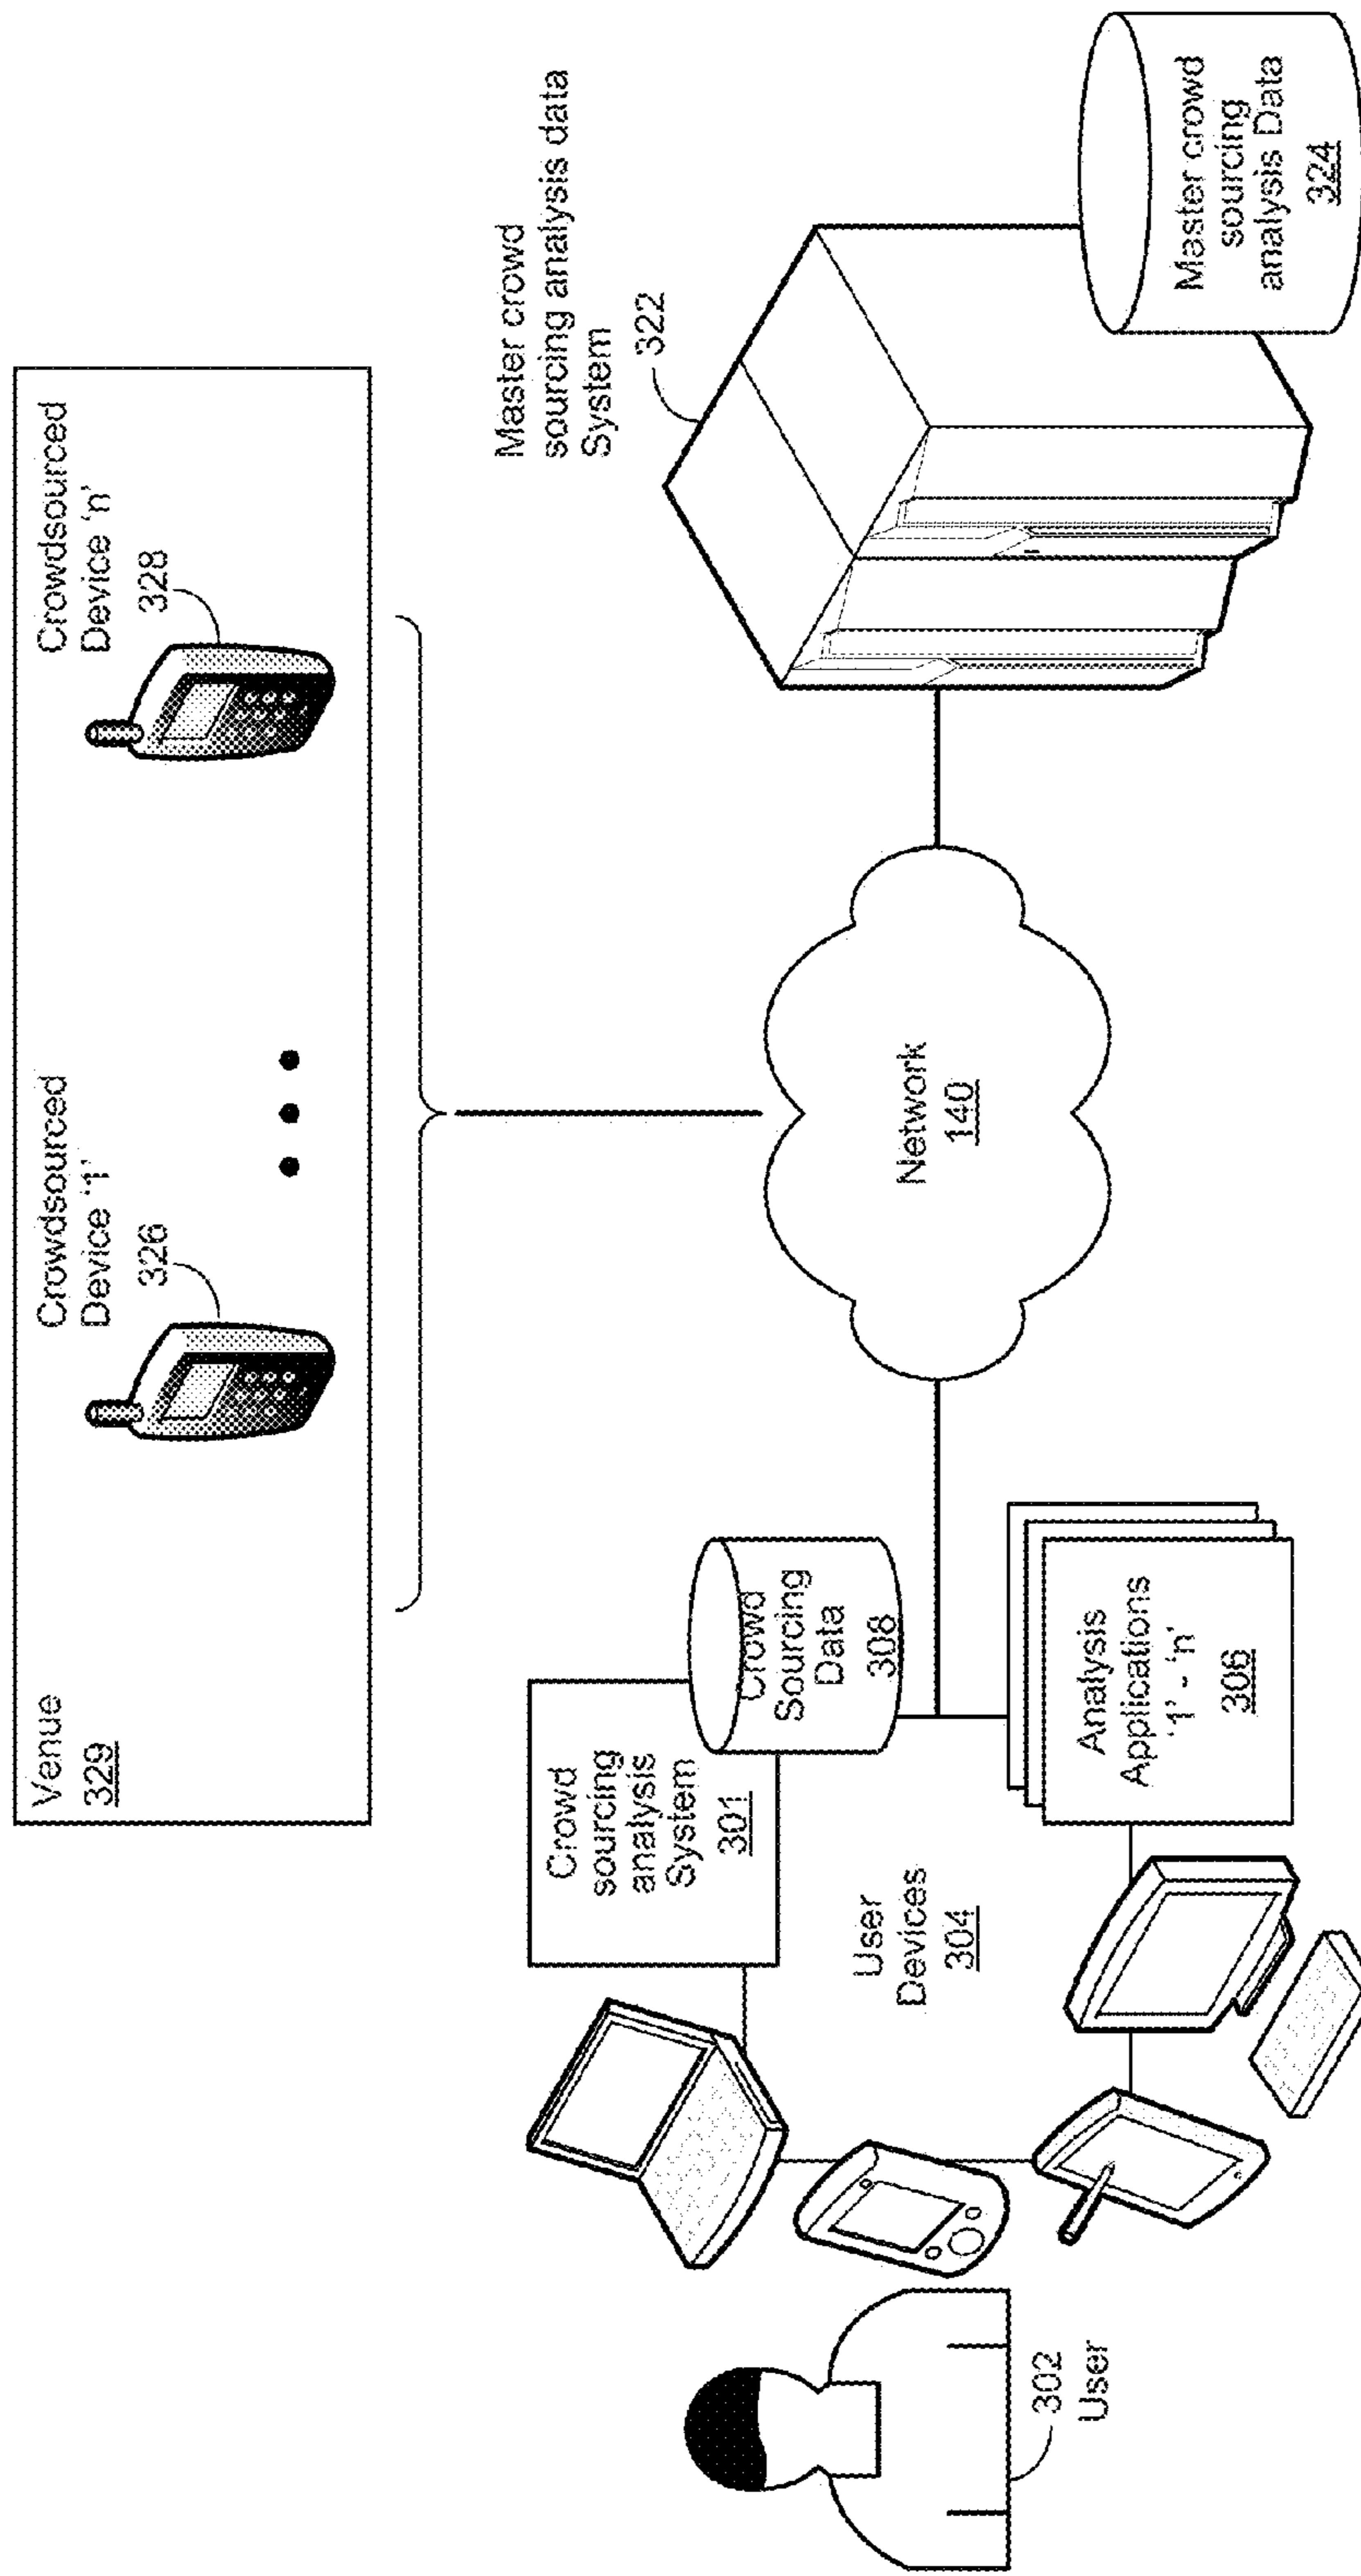 Venue
329
Crowdsourced
Device '1'
326
Crowdsourced
Device 'n'
328
Crowd
sourcing
analysis
System
301
Crowd
Sourcing
Data
308
User
Devices
304
Analysis
Applications
'1' - 'n'
306
302
User
Network
140
Master crowd
sourcing analysis data
System
322
Master crowd
sourcing
analysis Data
324